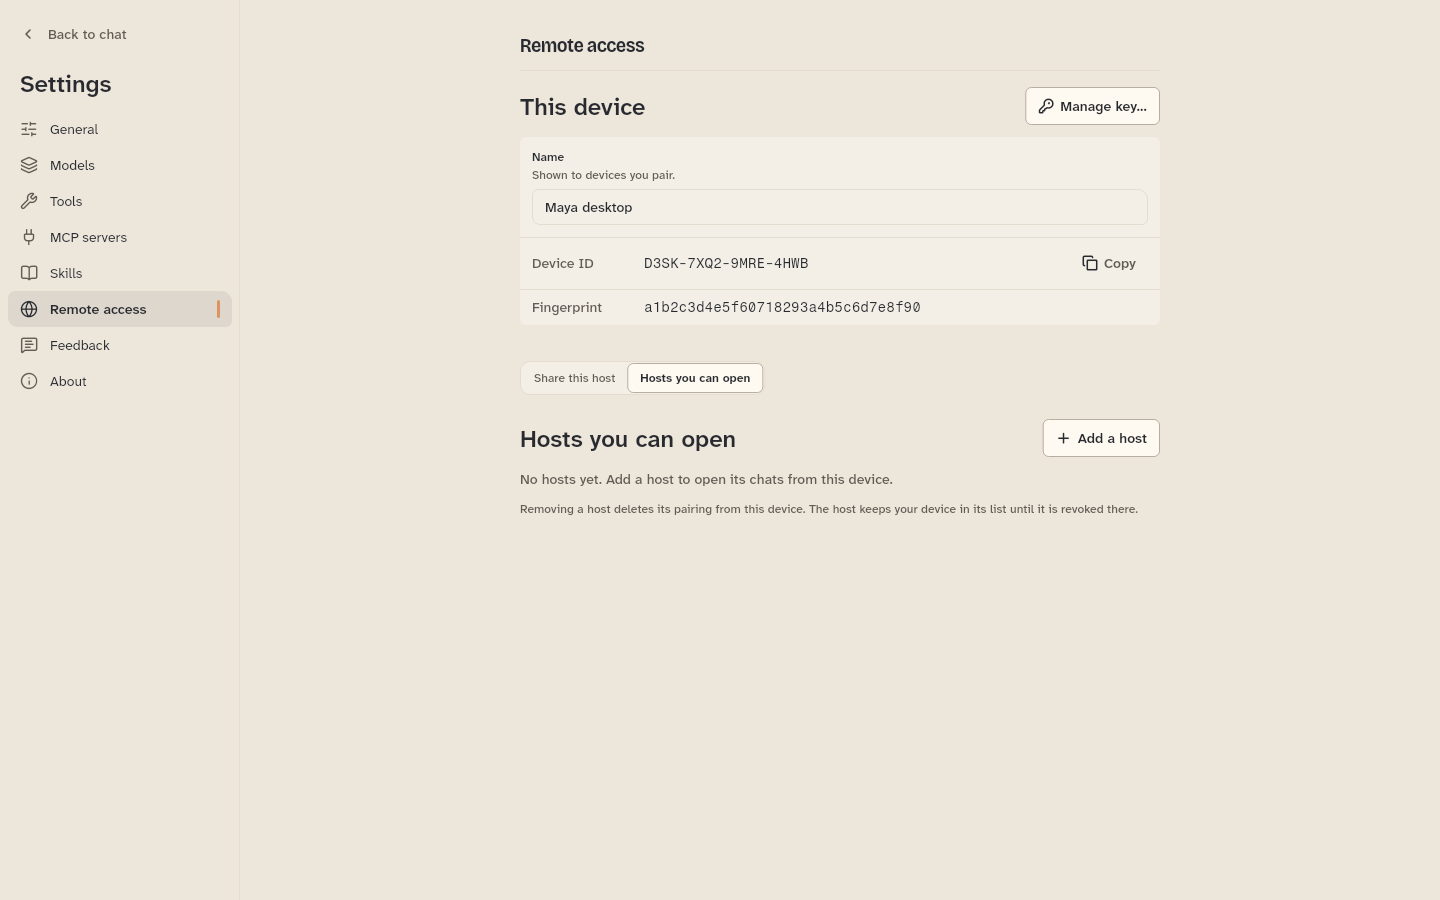 Back to chat
Settings
General
Models
Tools
MCP servers
Skills
Remote access
Feedback
About
Remote access
This device
Manage key...
Name
Shown to devices you pair.
Maya desktop
Device ID
D3SK-7XQ2-9MRE-4HWB
Copy
Fingerprint
a1b2c3d4e5f60718293a4b5c6d7e8f90
Share this host
Hosts you can open
Hosts you can open
Add a host
No hosts yet. Add a host to open its chats from this device.
Removing a host deletes its pairing from this device. The host keeps your device in its list until it is revoked there.